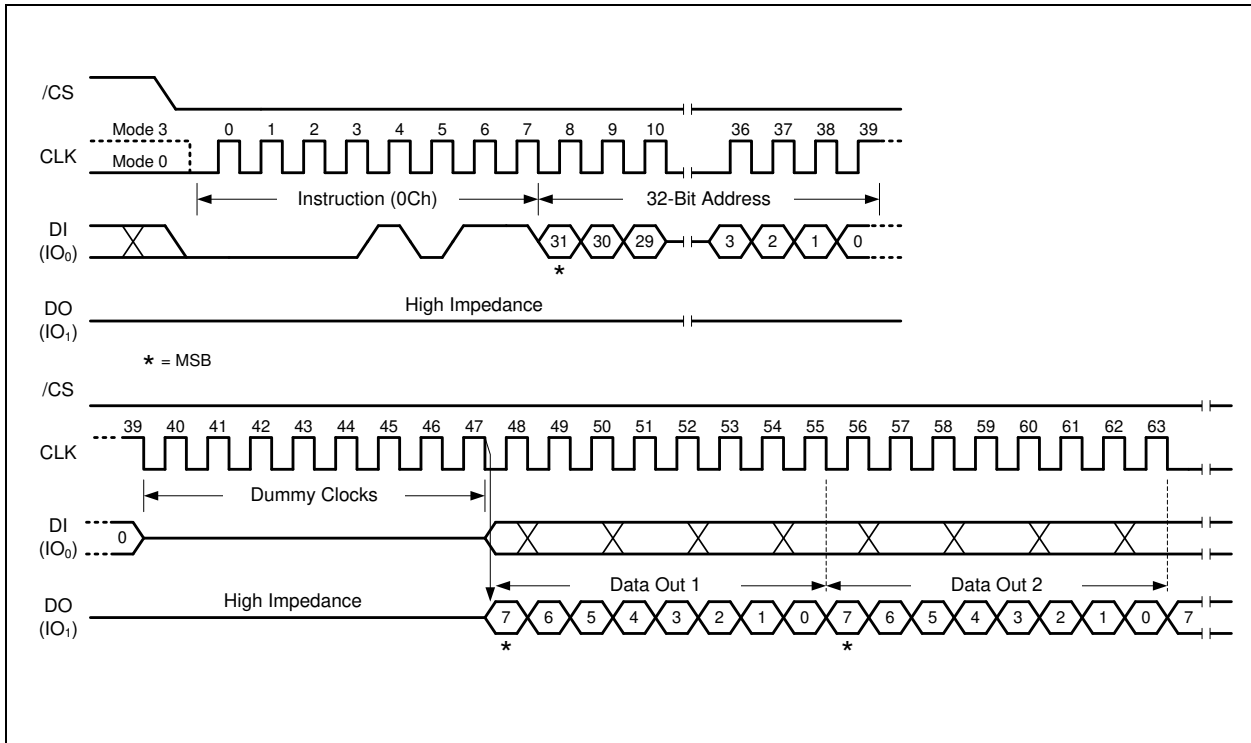 /CS
Mode 3 0 1 2 3 4 5 6 7 8 9 10 36 37 38 39
CLK
Mode 0
Instruction (0Ch) 32-Bit Address
DI
(IO₀)
31 30 29 3 2 1 0
*
High Impedance
DO
(IO₁)
* = MSB
/CS
39 40 41 42 43 44 45 46 47 48 49 50 51 52 53 54 55 56 57 58 59 60 61 62 63
CLK
Dummy Clocks
DI
(IO₀)
0
Data Out 1 Data Out 2
High Impedance
DO
(IO₁)
7 6 5 4 3 2 1 0 7 6 5 4 3 2 1 0 7
* *